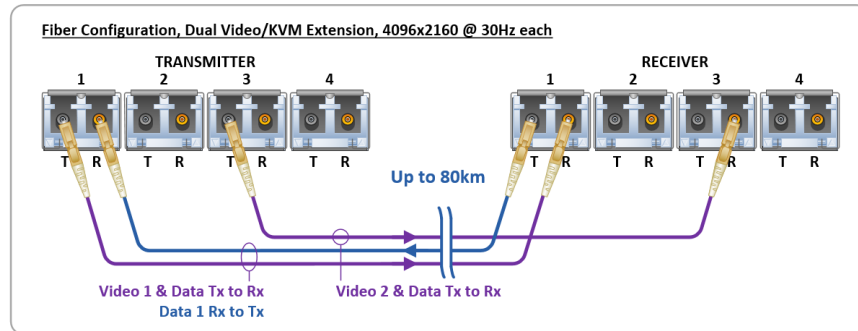 Fiber Configuration, Dual Video/KVM Extension, 4096x2160 @ 30Hz each
TRANSMITTER
RECEIVER
1 2 3 4
1 2 3 4
T R T R T R T R
T R T R T R T R
Up to 80km
Video 1 & Data Tx to Rx
Data 1 Rx to Tx
Video 2 & Data Tx to Rx